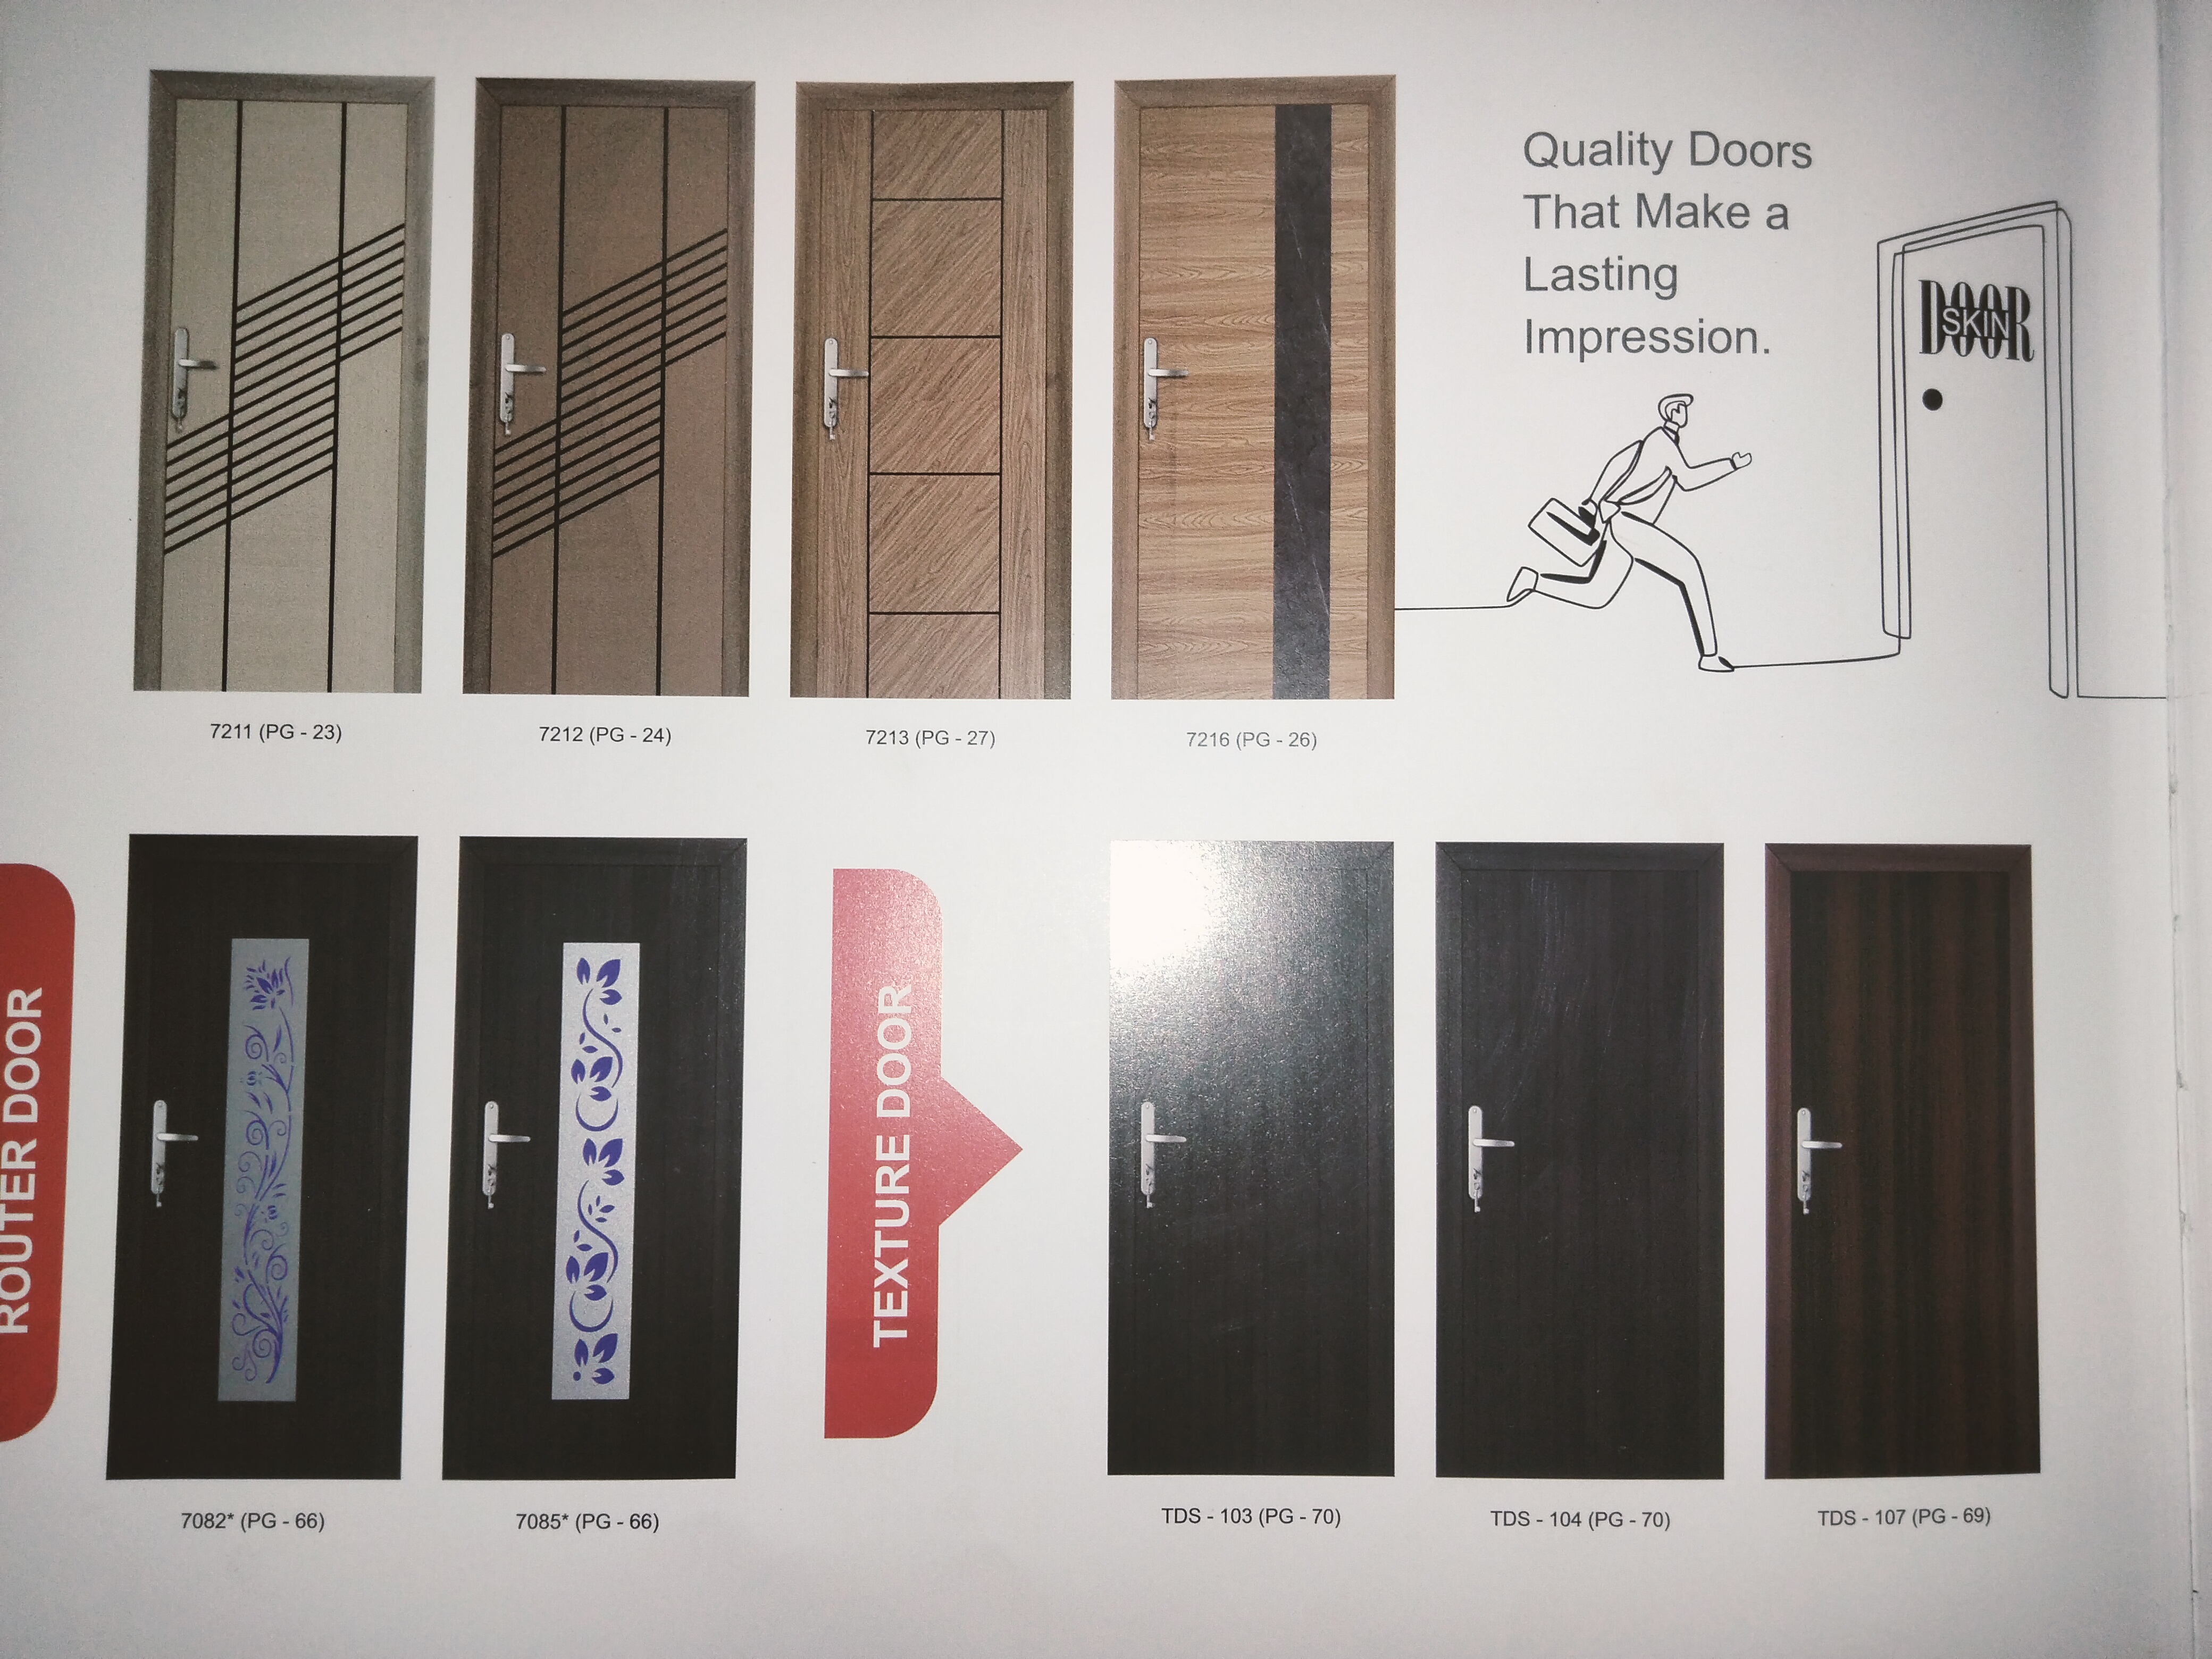 Quality Doors
That Make a
Lasting
Impression.
DOOR
SKIN
7211 (PG - 23)
7212 (PG - 24)
7213 (PG - 27)
7216 (PG - 26)
ROUTER DOOR
TEXTURE DOOR
7082* (PG - 66)
7085* (PG - 66)
TDS - 103 (PG - 70)
TDS - 104 (PG - 70)
TDS - 107 (PG - 69)